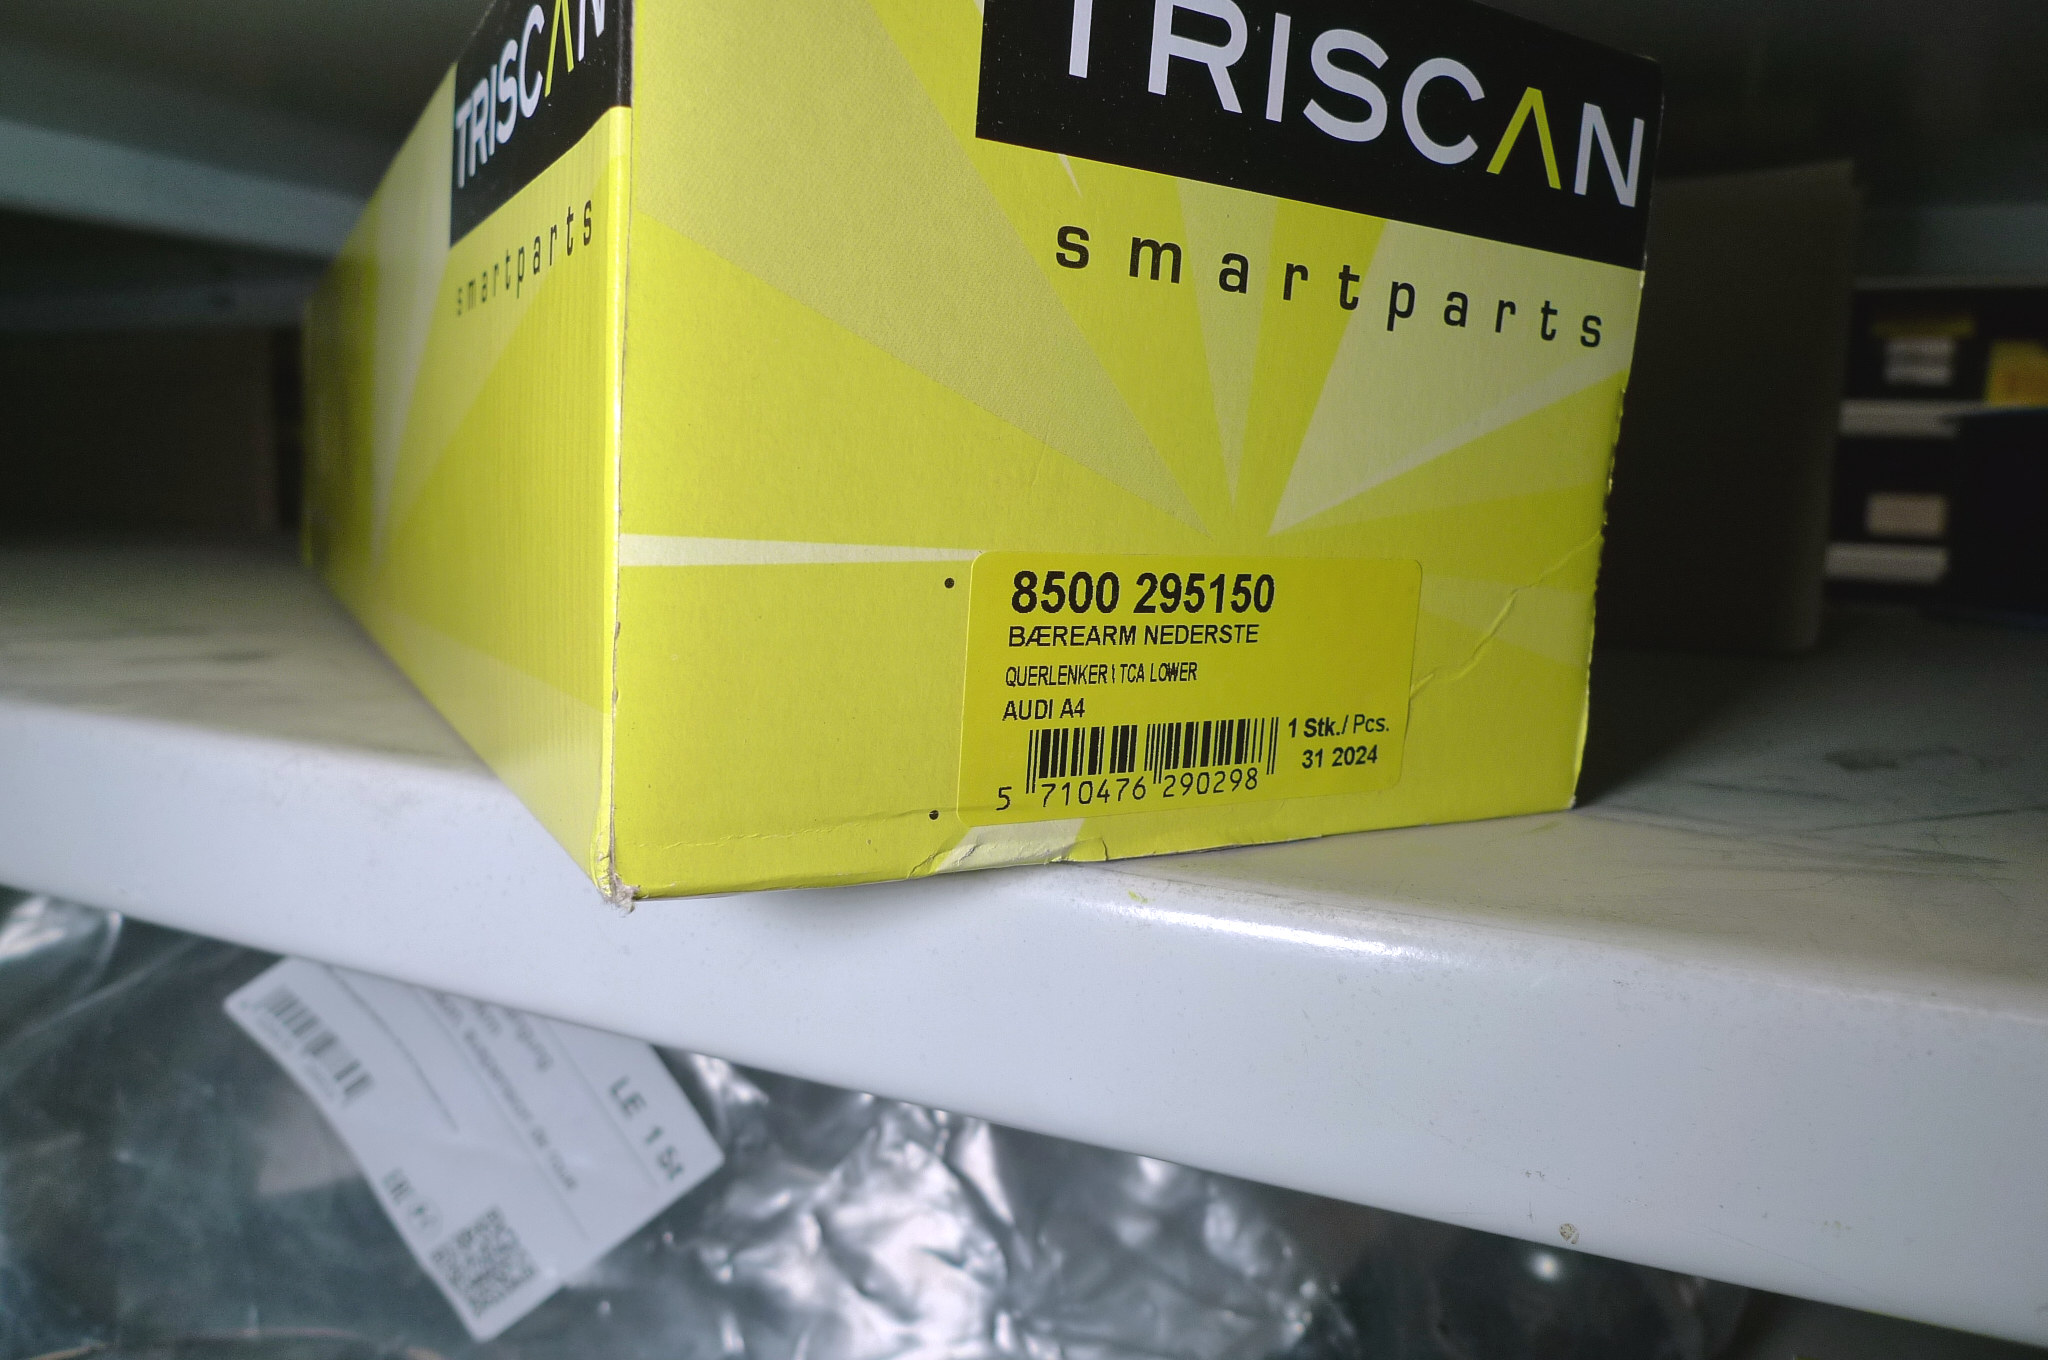 TRISCAN
smartparts
TRISCAN
smartparts
8500 295150
BÆREARM NEDERSTE
QUERLENKER \ TCA LOWER
AUDI A4
1 Stk./ Pcs.
31 2024
5 710476 290298
LE 1 St